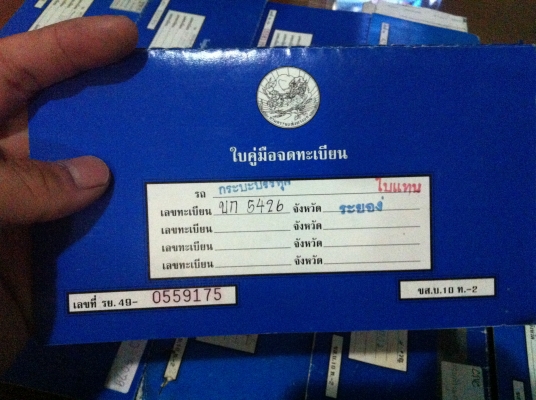 ใบคู่มือจดทะเบียน
รถ กระบะบรรทุก ใบแทน
เลขทะเบียน บก 5426 จังหวัด ระยอง
เลขทะเบียน จังหวัด
เลขทะเบียน จังหวัด
เลขทะเบียน จังหวัด
เลขที่ รย. 49- 0559175
ขส.บ.10 ท.-2